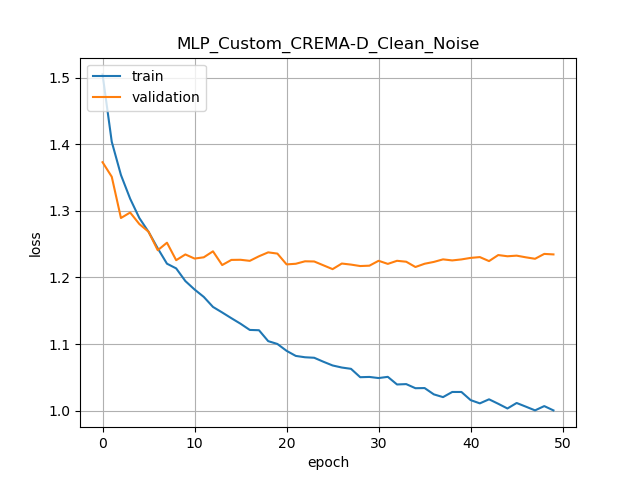 MLP_Custom_CREMA-D_Clean_Noise
train
validation
1.5
1.4
1.3
1.2
1.1
1.0
loss
0 10 20 30 40 50
epoch